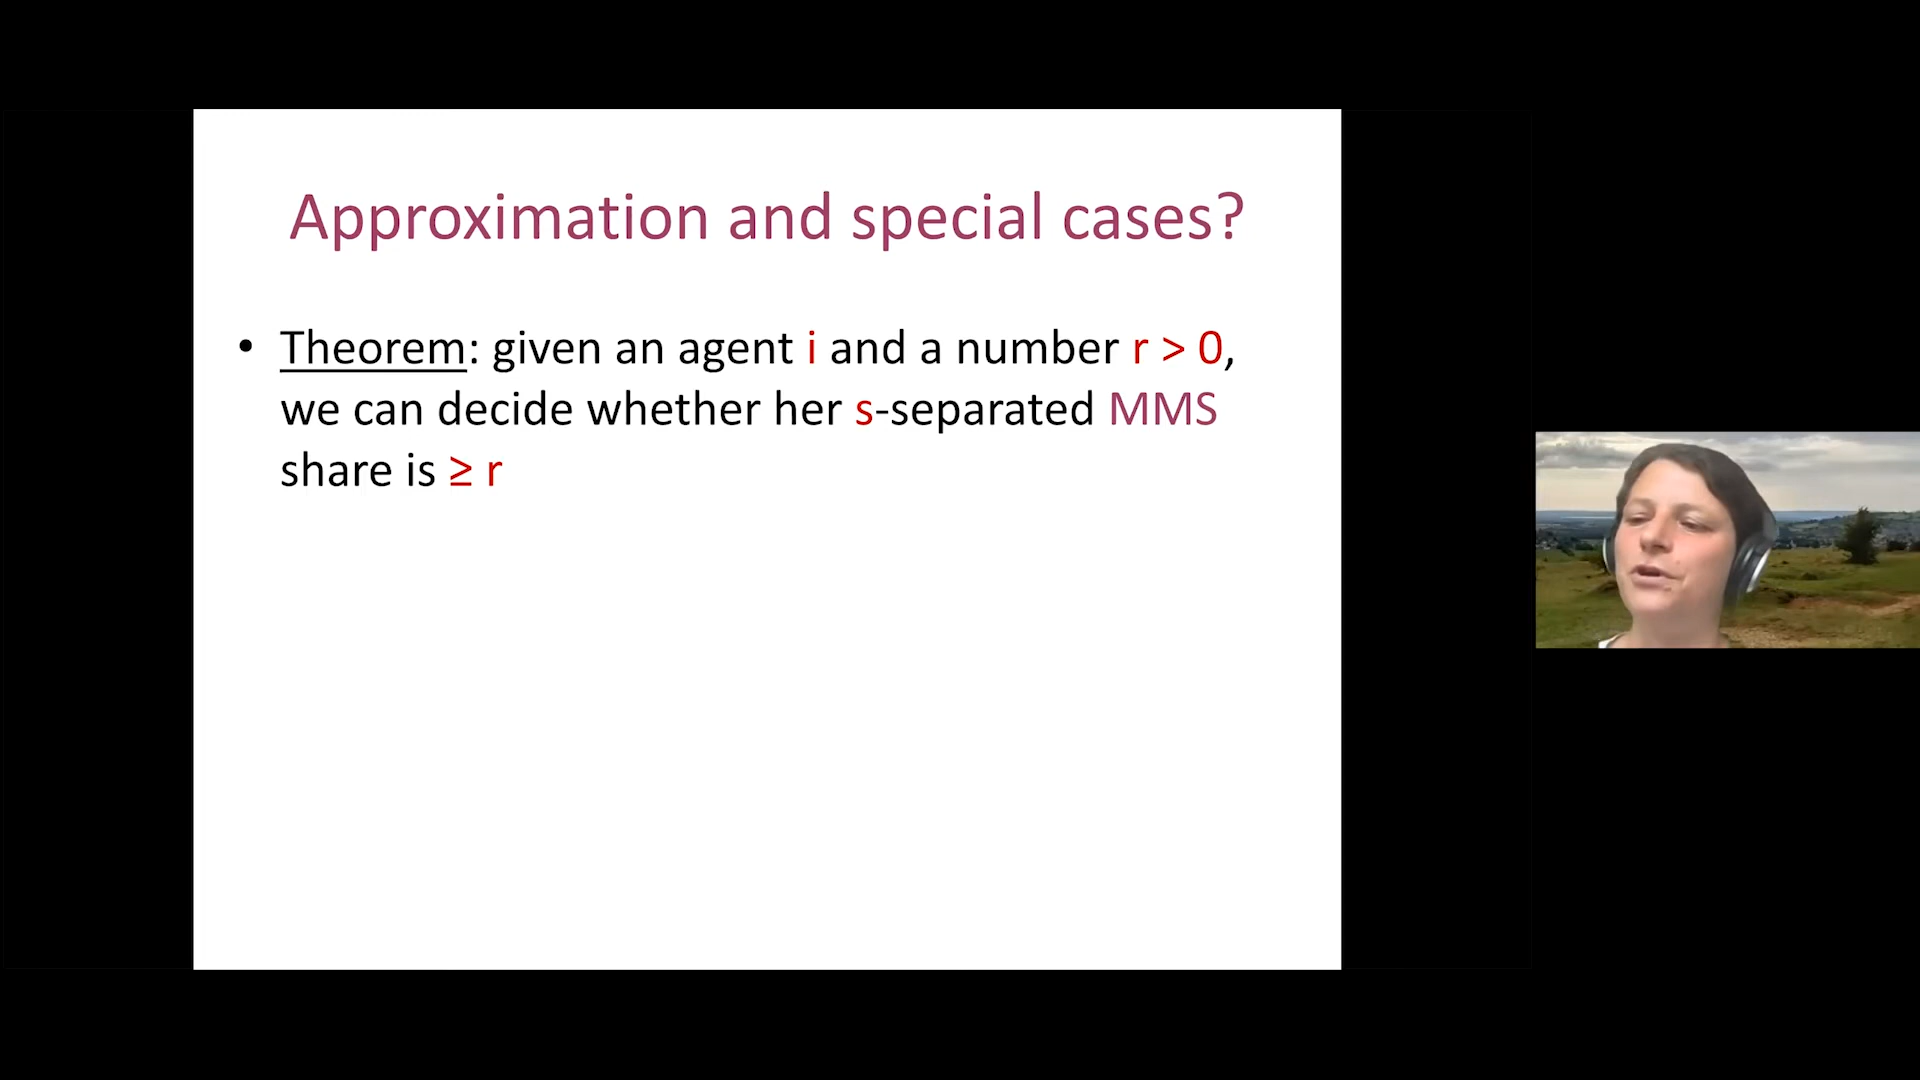 Approximation and special cases?
• Theorem: given an agent i and a number r > 0,
we can decide whether her s-separated MMS
share is ≥ r